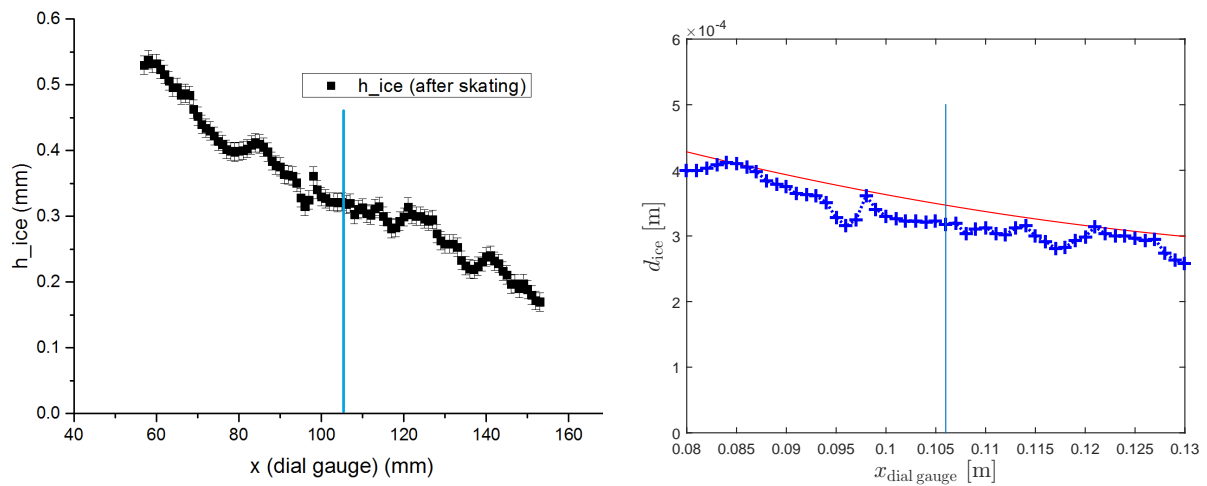 0.6
0.5
0.4
0.3
0.2
0.1
0.0
h_ice (mm)
h_ice (after skating)
40 60 80 100 120 140 160
x (dial gauge) (mm)
6 ×10⁻⁴
5
4
3
2
1
0
d_ice [m]
0.08 0.085 0.09 0.095 0.1 0.105 0.11 0.115 0.12 0.125 0.13
x_dial gauge [m]